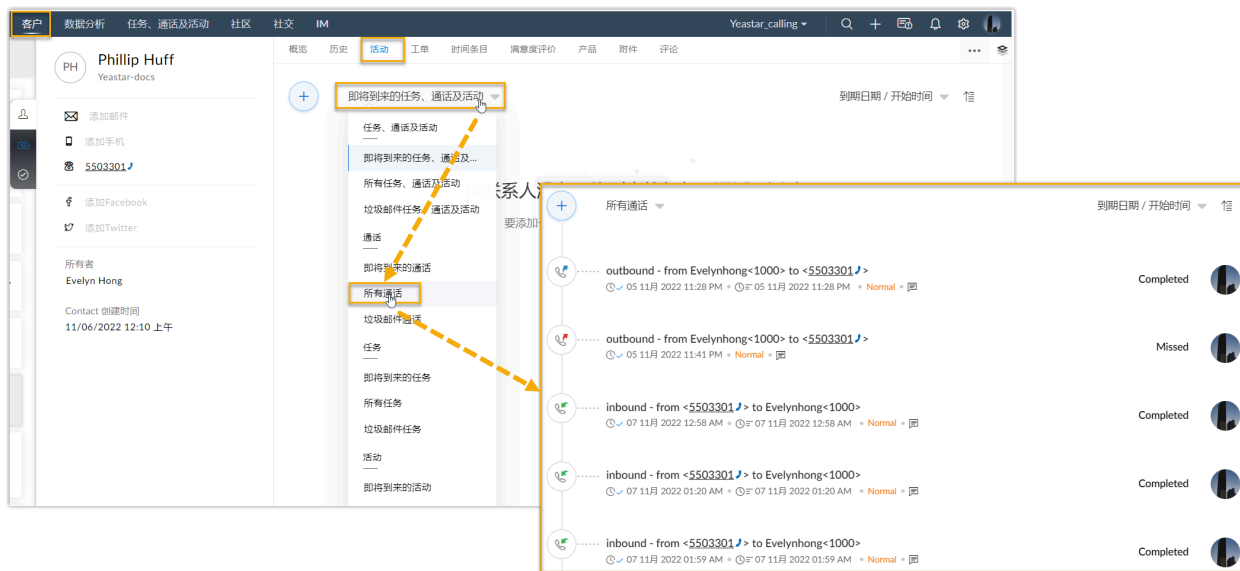 客户 数据分析 任务、通话及活动 社区 社交 IM Yeastar_calling
PH Phillip Huff
Yeastar-docs
添加邮件
添加手机
5503301
添加Facebook
添加Twitter
所有者
Evelyn Hong
Contact 创建时间
11/06/2022 12:10 上午
概览 历史 活动 工单 时间条目 满意度评价 产品 附件 评论
即将到来的任务、通话及活动 到期日期 / 开始时间
任务、通话及活动
即将到来的任务、通话及...
所有任务、通话及活动
垃圾邮件任务、通话及活动
通话
即将到来的通话
所有通话
垃圾邮件通话
任务
即将到来的任务
所有任务
垃圾邮件任务
活动
即将到来的活动
系人
要添加
所有通话 到期日期 / 开始时间
outbound - from Evelynhong<1000> to <5503301 > Completed
05 11月 2022 11:28 PM 05 11月 2022 11:28 PM Normal
outbound - from Evelynhong<1000> to <5503301 > Missed
05 11月 2022 11:41 PM Normal
inbound - from <5503301 > to Evelynhong<1000> Completed
07 11月 2022 12:58 AM 07 11月 2022 12:58 AM Normal
inbound - from <5503301 > to Evelynhong<1000> Completed
07 11月 2022 01:20 AM 07 11月 2022 01:20 AM Normal
inbound - from <5503301 > to Evelynhong<1000> Completed
07 11月 2022 01:59 AM 07 11月 2022 01:59 AM Normal